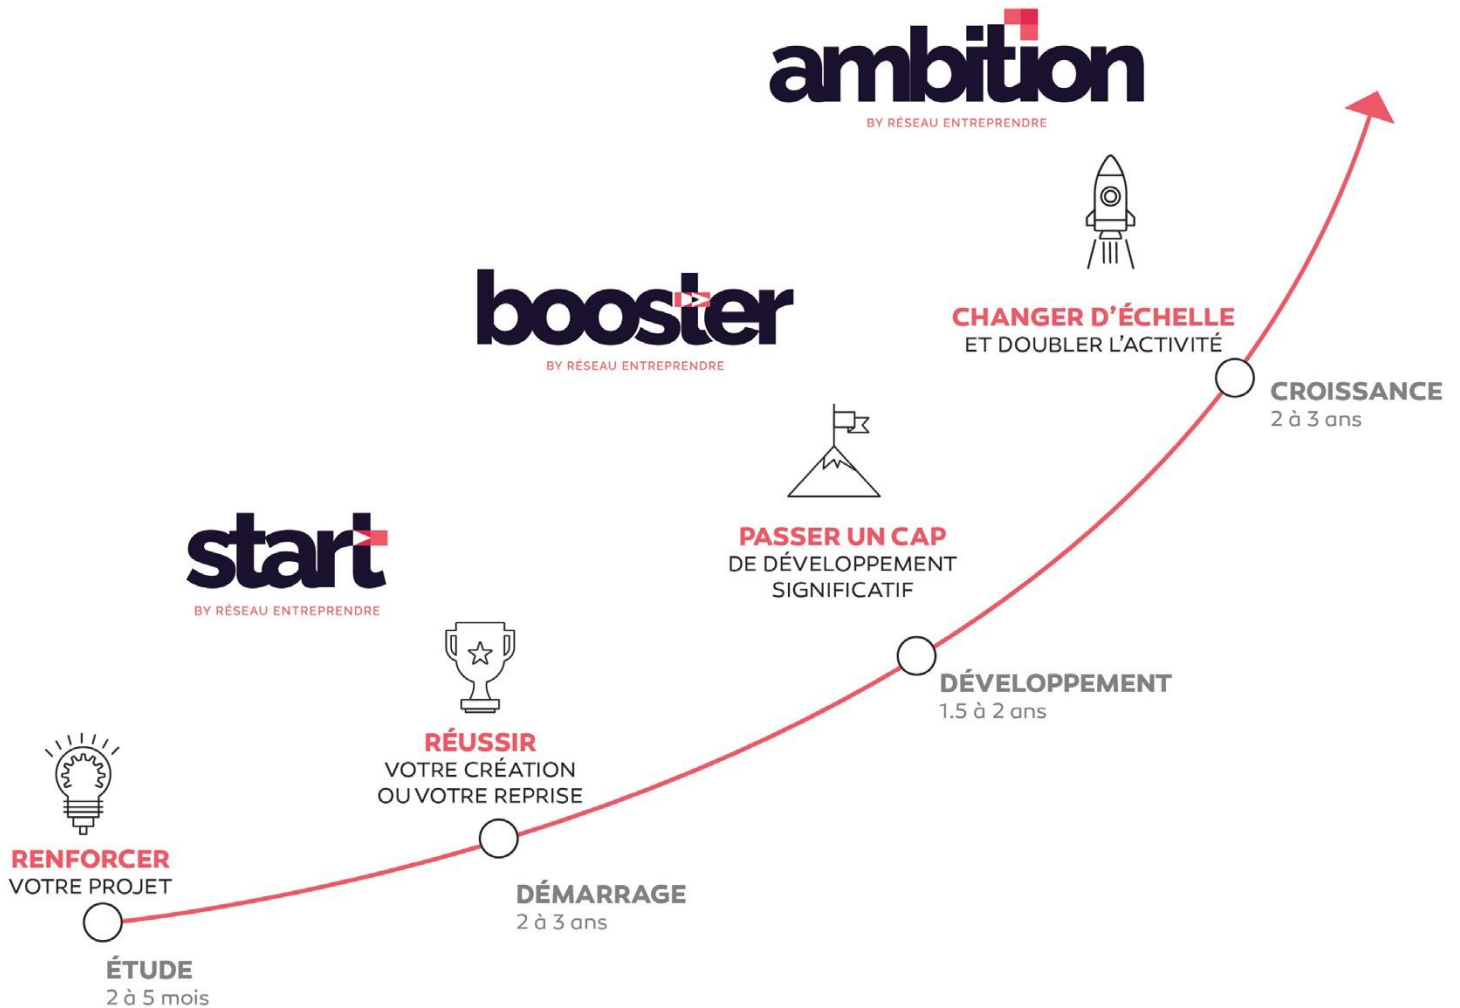 ambition
BY RÉSEAU ENTREPRENDRE
CHANGER D'ÉCHELLE
ET DOUBLER L'ACTIVITÉ
CROISSANCE
2 à 3 ans
booster
BY RÉSEAU ENTREPRENDRE
PASSER UN CAP
DE DÉVELOPPEMENT
SIGNIFICATIF
DÉVELOPPEMENT
1.5 à 2 ans
start
BY RÉSEAU ENTREPRENDRE
RÉUSSIR
VOTRE CRÉATION
OU VOTRE REPRISE
DÉMARRAGE
2 à 3 ans
RENFORCER
VOTRE PROJET
ÉTUDE
2 à 5 mois